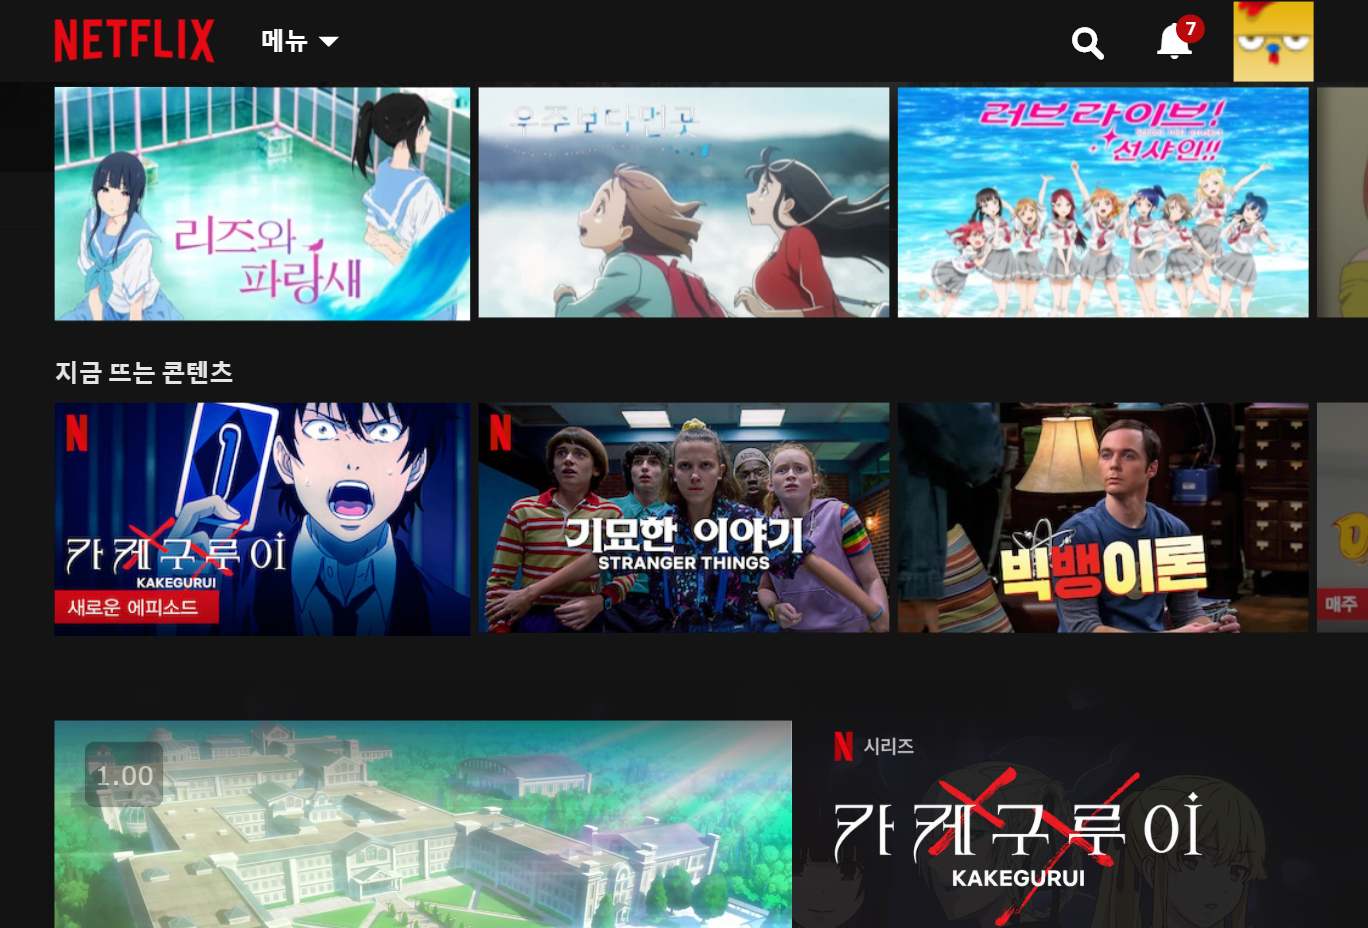 NETFLIX
메뉴
7
우주보다 먼 곳
러브라이브!
School idol project
선샤인!!
리즈와
파랑새
지금 뜨는 콘텐츠
N
카케구루이
KAKEGURUI
새로운 에피소드
N
기묘한 이야기
STRANGER THINGS
빅뱅이론
매주
1.00
N 시리즈
카케구루이
KAKEGURUI